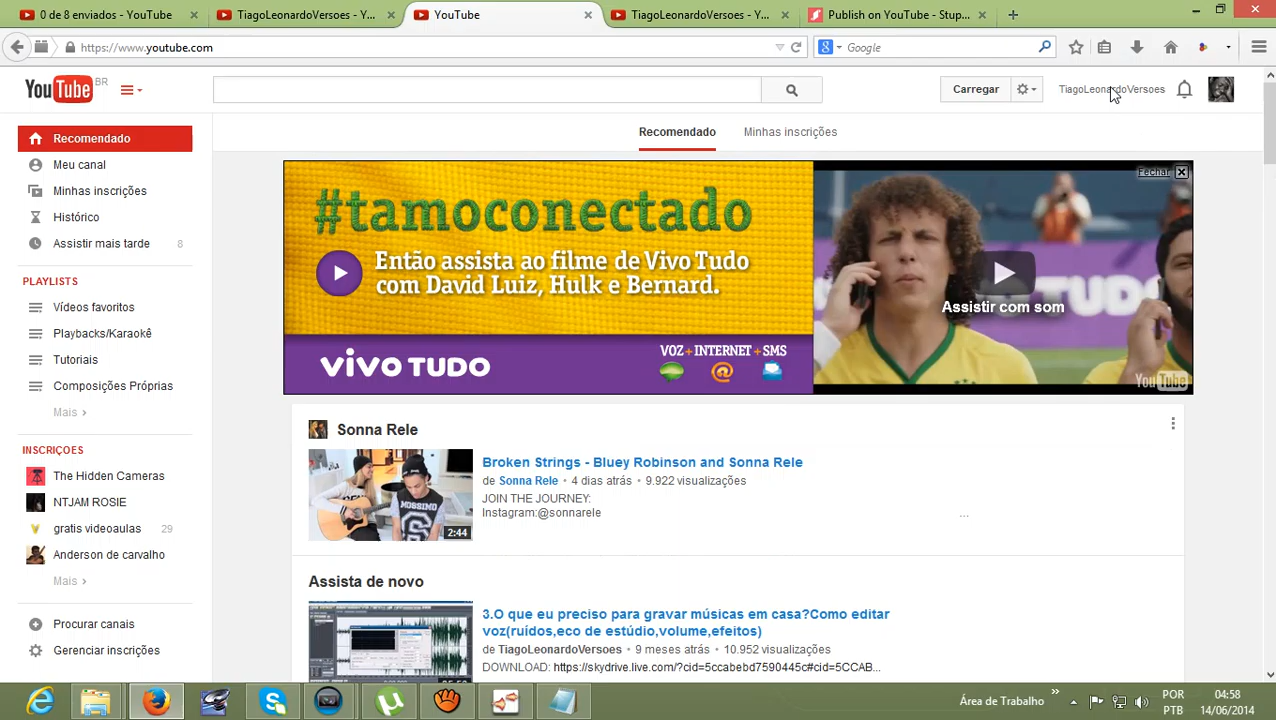 0 de 8 envios - YouTube
TiagoLeonardoVersoes - Y...
YouTube
TiagoLeonardoVersoes - Y...
Publish on YouTube - Stup...
https://www.youtube.com
Google
YouTube BR
Carregar
TiagoLeonardoVersoes
Recomendado
Meu canal
Minhas inscrições
Histórico
Assistir mais tarde 8
PLAYLISTS
Vídeos favoritos
Playbacks/Karaokê
Tutoriais
Composições Próprias
Mais ›
INSCRIÇOES
The Hidden Cameras
NTJAM ROSIE
gratis videoaulas 29
Anderson de carvalho
Mais ›
Procurar canais
Gerenciar inscrições
Recomendado Minhas inscrições
#tamoconectado
Então assista ao filme de Vivo Tudo
com David Luiz, Hulk e Bernard.
VIVO TUDO
VOZ+INTERNET+SMS
@
Fechar X
Assistir com som
YouTube
Sonna Rele
MOSSIMO
2:44
Broken Strings - Bluey Robinson and Sonna Rele
de Sonna Rele • 4 dias atrás • 9.922 visualizações
JOIN THE JOURNEY:
Instagram:@sonnarele
...
Assista de novo
3.O que eu preciso para gravar músicas em casa?Como editar
voz(ruídos,eco de estúdio,volume,efeitos)
de TiagoLeonardoVersoes • 9 meses atrás • 10.952 visualizações
DOWNLOAD: https://skydrive.live.com/?cid=5ccabebd7590445c#cid=5CCAB...
Área de Trabalho »
POR
PTB
04:58
14/06/2014